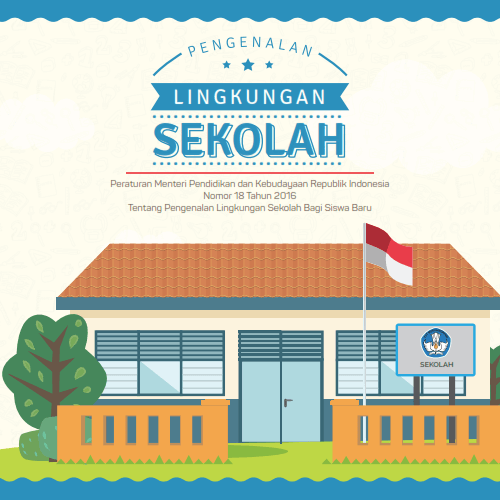 PENGENALAN
LINGKUNGAN
SEKOLAH
Peraturan Menteri Pendidikan dan Kebudayaan Republik Indonesia
Nomor 18 Tahun 2016
Tentang Pengenalan Lingkungan Sekolah Bagi Siswa Baru
SEKOLAH